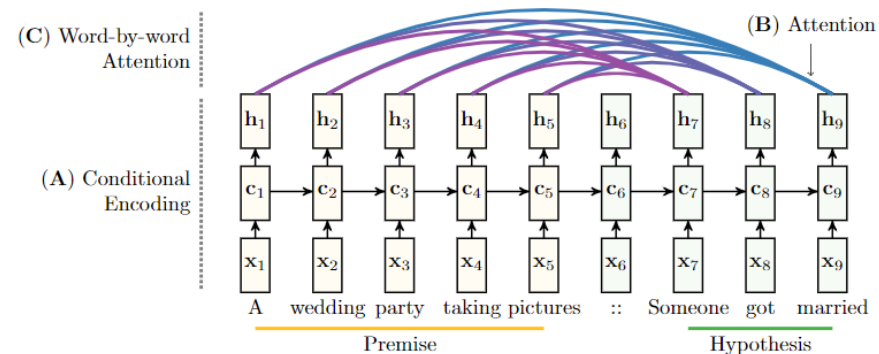 (C) Word-by-word
Attention
(B) Attention
h1 h2 h3 h4 h5 h6 h7 h8 h9
(A) Conditional
Encoding
c1 c2 c3 c4 c5 c6 c7 c8 c9
x1 x2 x3 x4 x5 x6 x7 x8 x9
A wedding party taking pictures :: Someone got married
Premise Hypothesis